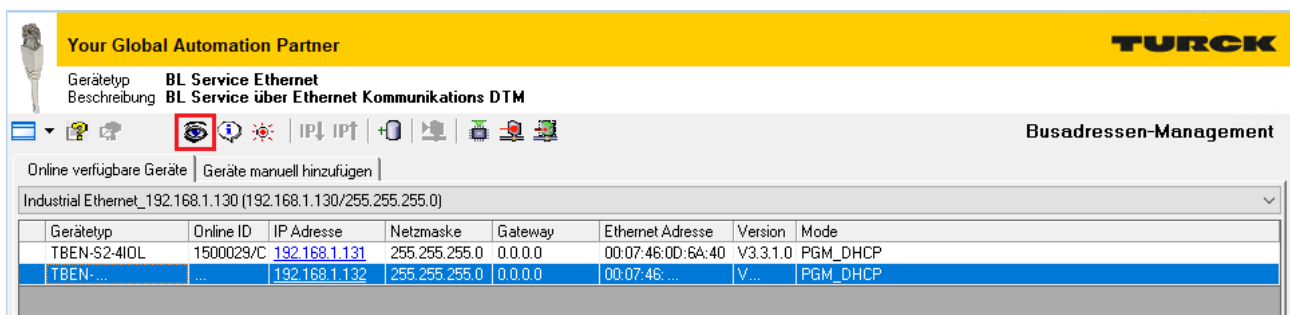 Your Global Automation Partner
TURCK
Gerätetyp BL Service Ethernet
Beschreibung BL Service über Ethernet Kommunikations DTM
IP↓ IP↑
Busadressen-Management
Online verfügbare Geräte Geräte manuell hinzufügen
Industrial Ethernet_192.168.1.130 (192.168.1.130/255.255.255.0)
Gerätetyp Online ID IP Adresse Netzmaske Gateway Ethernet Adresse Version Mode
TBEN-S2-4IOL 1500029/C 192.168.1.131 255.255.255.0 0.0.0.0 00:07:46:0D:6A:40 V3.3.1.0 PGM_DHCP
TBEN-... ... 192.168.1.132 255.255.255.0 0.0.0.0 00:07:46: ... V... PGM_DHCP